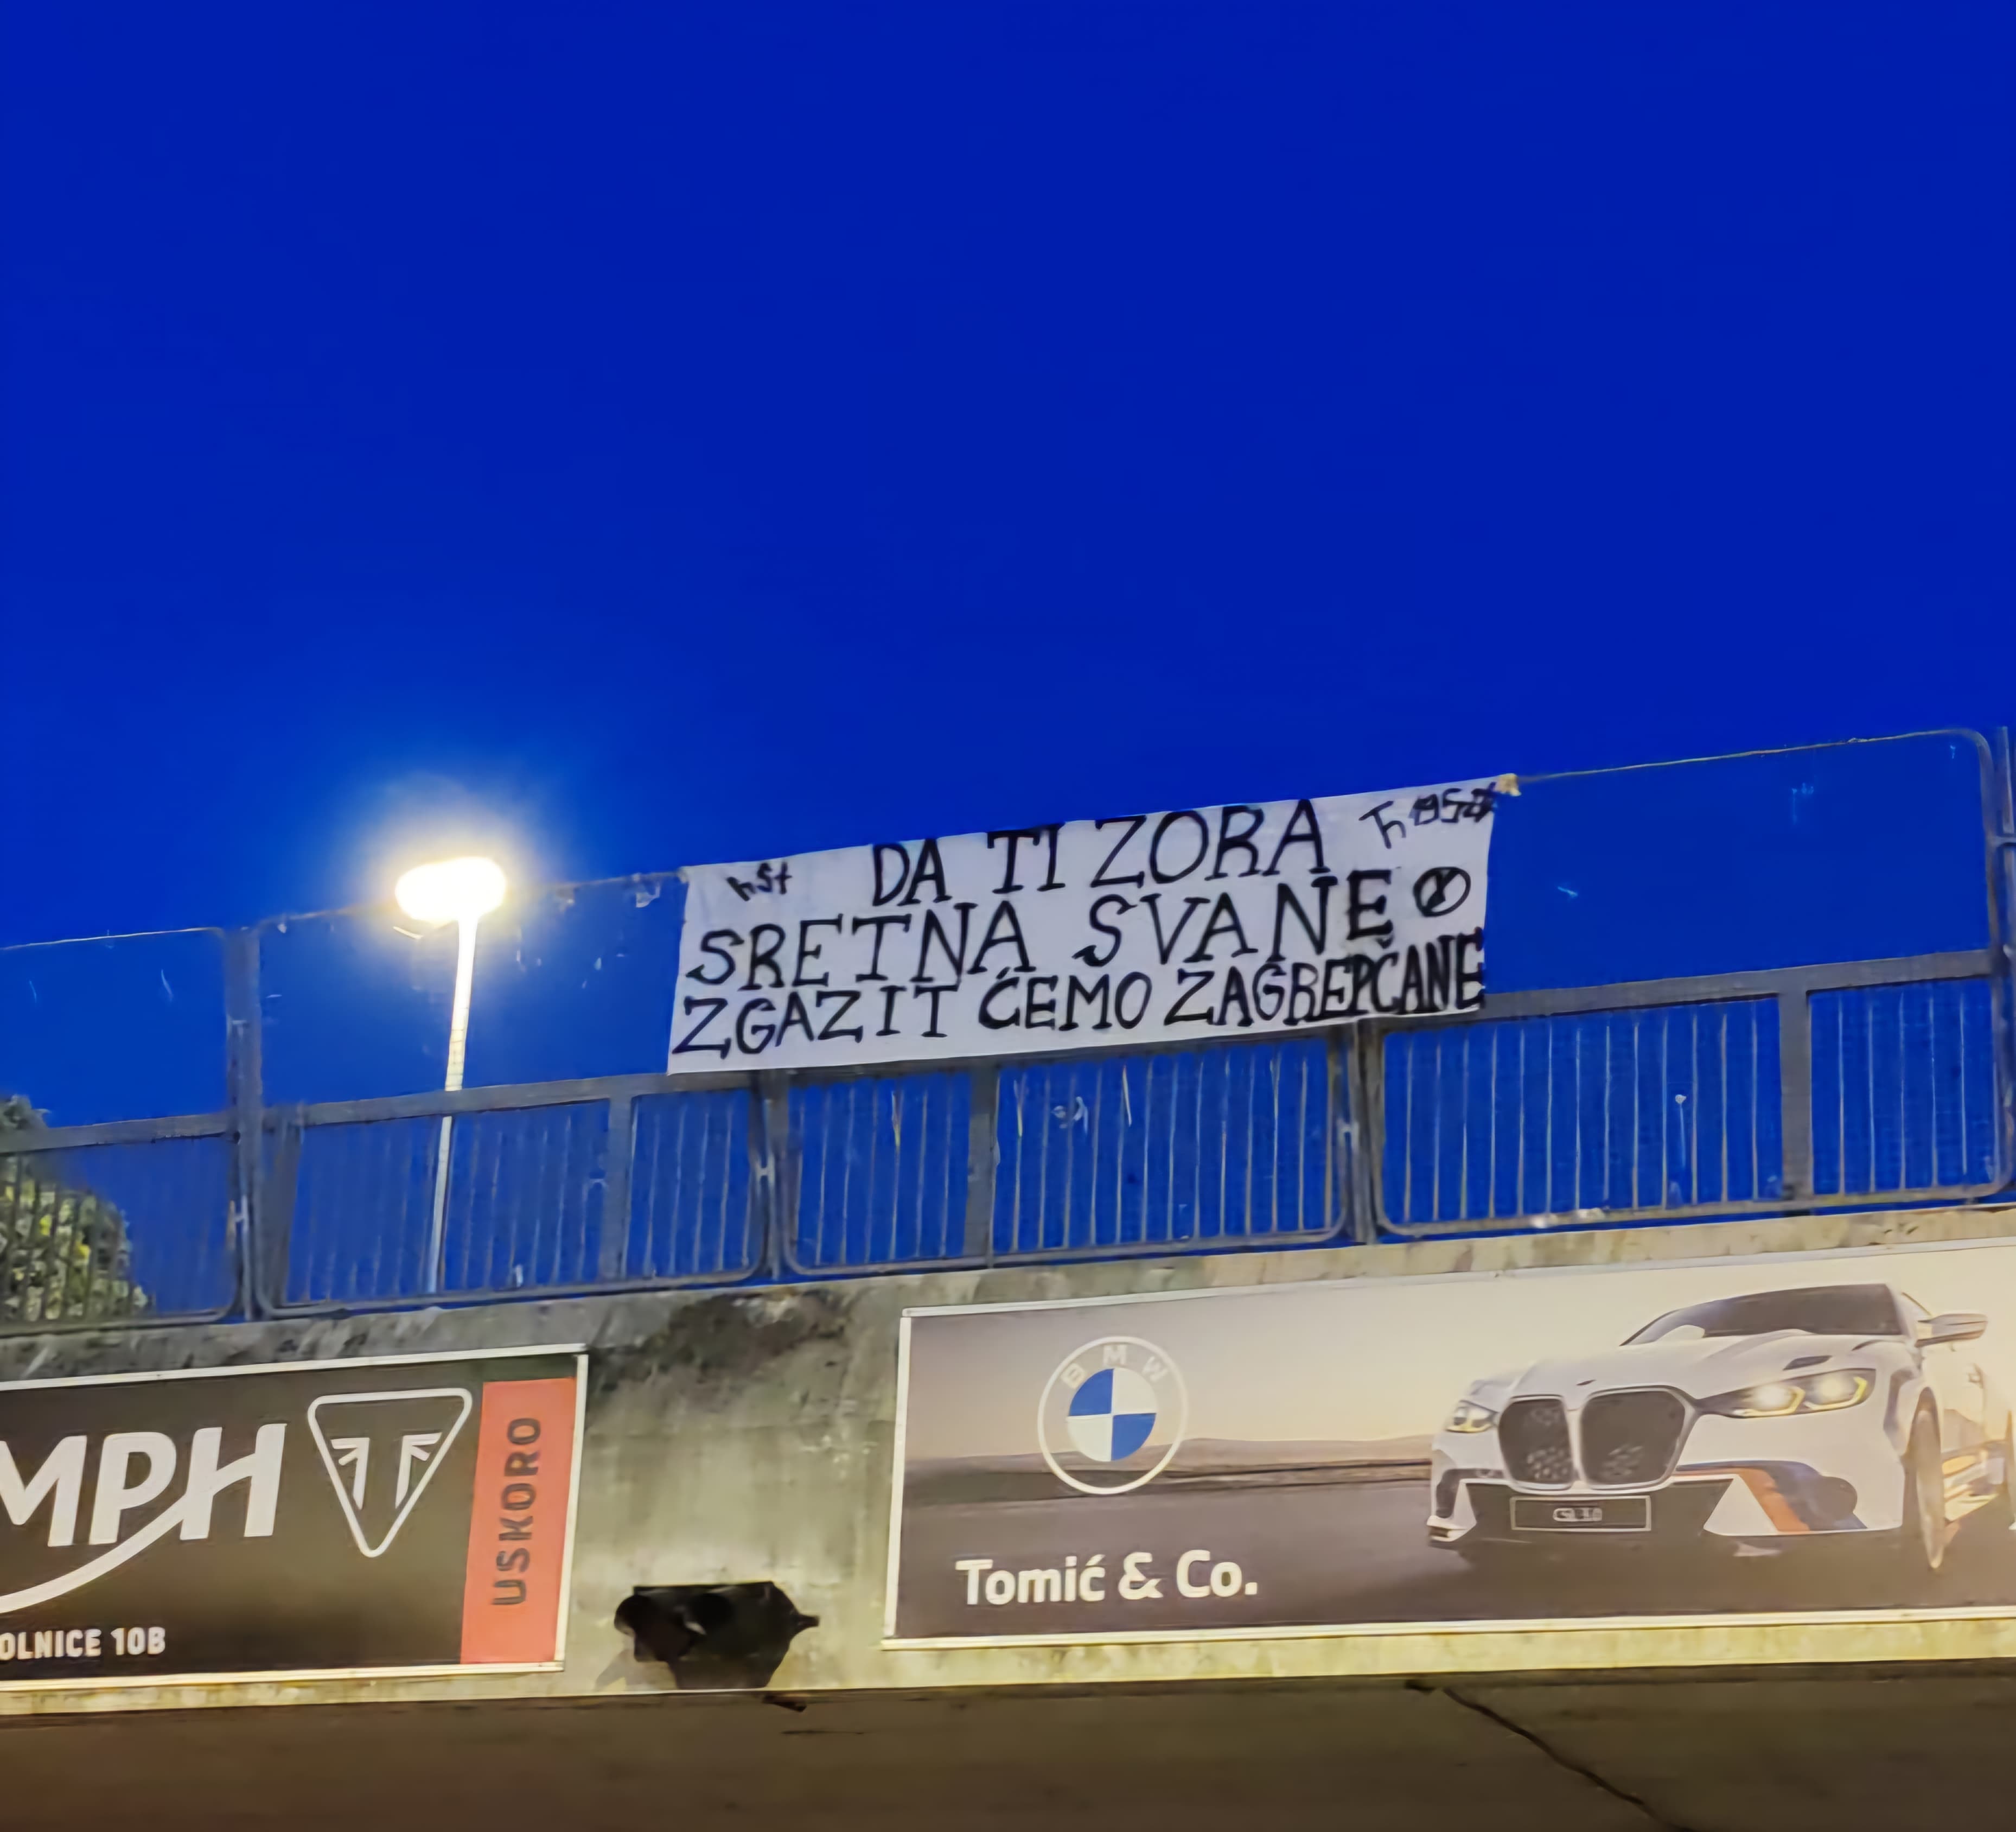 DA TI ZORA
SRETNA SVANE
ZGAZIT ĆEMO ZAGREPČANE
MPH
USKORO
OLNICE 10B
BMW
Tomić & Co.